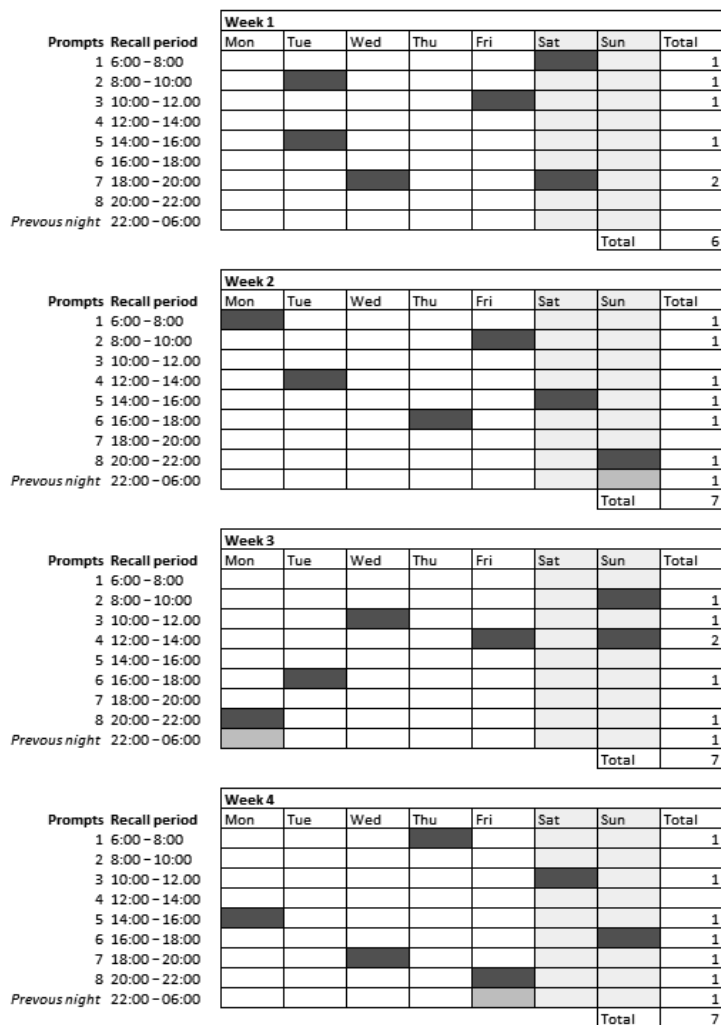 Week 1
Prompts Recall period Mon Tue Wed Thu Fri Sat Sun Total
1 6:00 – 8:00 1
2 8:00 – 10:00 1
3 10:00 – 12.00 1
4 12:00 – 14:00
5 14:00 – 16:00 1
6 16:00 – 18:00
7 18:00 – 20:00 2
8 20:00 – 22:00
Prevous night 22:00 – 06:00
Total 6
Week 2
Prompts Recall period Mon Tue Wed Thu Fri Sat Sun Total
1 6:00 – 8:00 1
2 8:00 – 10:00 1
3 10:00 – 12.00
4 12:00 – 14:00 1
5 14:00 – 16:00 1
6 16:00 – 18:00 1
7 18:00 – 20:00
8 20:00 – 22:00 1
Prevous night 22:00 – 06:00 1
Total 7
Week 3
Prompts Recall period Mon Tue Wed Thu Fri Sat Sun Total
1 6:00 – 8:00
2 8:00 – 10:00 1
3 10:00 – 12.00 1
4 12:00 – 14:00 2
5 14:00 – 16:00
6 16:00 – 18:00 1
7 18:00 – 20:00
8 20:00 – 22:00 1
Prevous night 22:00 – 06:00 1
Total 7
Week 4
Prompts Recall period Mon Tue Wed Thu Fri Sat Sun Total
1 6:00 – 8:00 1
2 8:00 – 10:00
3 10:00 – 12.00 1
4 12:00 – 14:00
5 14:00 – 16:00 1
6 16:00 – 18:00 1
7 18:00 – 20:00 1
8 20:00 – 22:00 1
Prevous night 22:00 – 06:00 1
Total 7